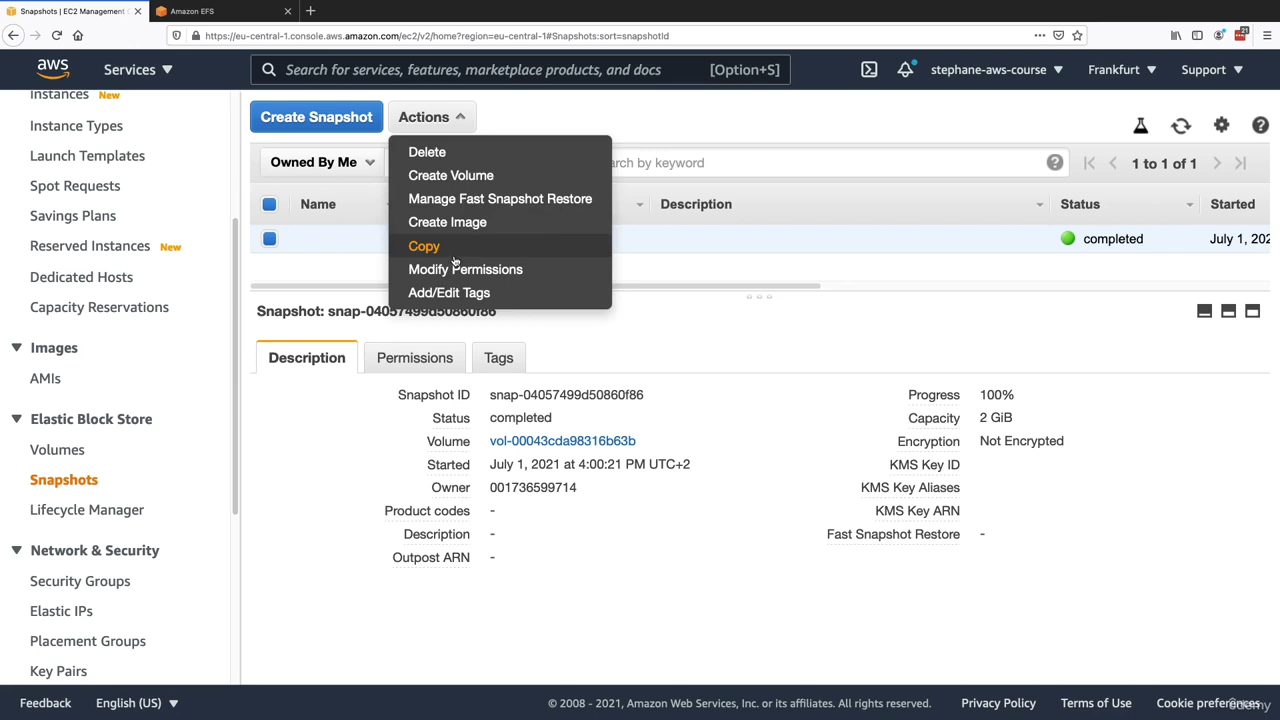 Snapshots | EC2 Management C
Amazon EFS
https://eu-central-1.console.aws.amazon.com/ec2/v2/home?region=eu-central-1#Snapshots:sort=snapshotId
aws
Services
Search for services, features, marketplace products, and docs [Option+S]
stephane-aws-course
Frankfurt
Support
Instances New
Instance Types
Launch Templates
Spot Requests
Savings Plans
Reserved Instances New
Dedicated Hosts
Capacity Reservations
Images
AMIs
Elastic Block Store
Volumes
Snapshots
Lifecycle Manager
Network & Security
Security Groups
Elastic IPs
Placement Groups
Key Pairs
Create Snapshot
Actions
Delete
Create Volume
Manage Fast Snapshot Restore
Create Image
Copy
Modify Permissions
Add/Edit Tags
Owned By Me
arch by keyword
1 to 1 of 1
Name
Description
Status
Started
completed
July 1, 202
Snapshot: snap-04057499d50860f86
Description
Permissions
Tags
Snapshot ID snap-04057499d50860f86
Status completed
Volume vol-00043cda98316b63b
Started July 1, 2021 at 4:00:21 PM UTC+2
Owner 001736599714
Product codes -
Description -
Outpost ARN -
Progress 100%
Capacity 2 GiB
Encryption Not Encrypted
KMS Key ID
KMS Key Aliases
KMS Key ARN
Fast Snapshot Restore -
Feedback
English (US)
© 2008 - 2021, Amazon Web Services, Inc. or its affiliates. All rights reserved.
Privacy Policy
Terms of Use
Cookie preferences
Udemy